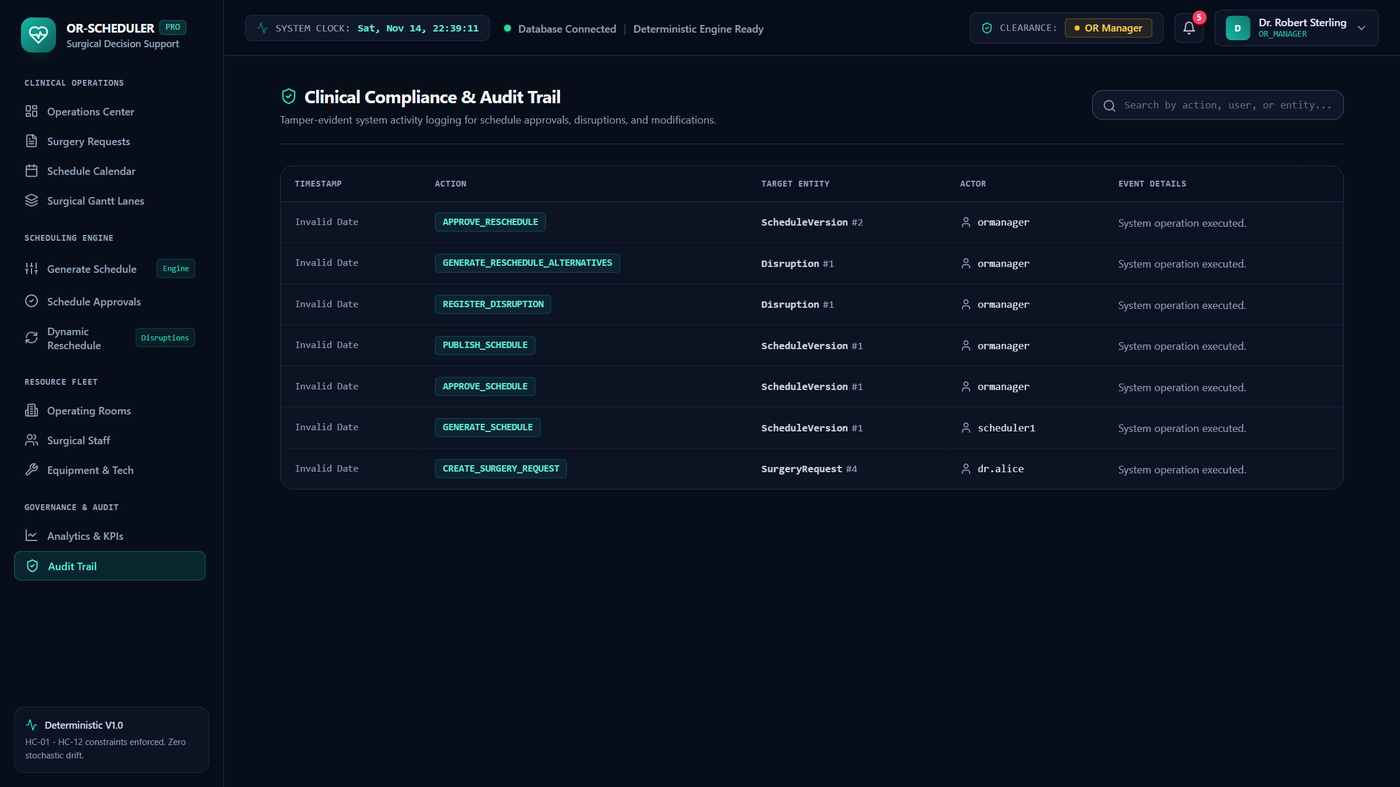 OR-SCHEDULER PRO
Surgical Decision Support
CLINICAL OPERATIONS
Operations Center
Surgery Requests
Schedule Calendar
Surgical Gantt Lanes
SCHEDULING ENGINE
Generate Schedule Engine
Schedule Approvals
Dynamic
Reschedule Disruptions
RESOURCE FLEET
Operating Rooms
Surgical Staff
Equipment & Tech
GOVERNANCE & AUDIT
Analytics & KPIs
Audit Trail
Deterministic V1.0
HC-01 - HC-12 constraints enforced. Zero
stochastic drift.
SYSTEM CLOCK: Sat, Nov 14, 22:39:11 Database Connected | Deterministic Engine Ready
CLEARANCE: OR Manager
5
D
Dr. Robert Sterling
OR_MANAGER
Clinical Compliance & Audit Trail
Tamper-evident system activity logging for schedule approvals, disruptions, and modifications.
Search by action, user, or entity...
TIMESTAMP ACTION TARGET ENTITY ACTOR EVENT DETAILS
Invalid Date APPROVE_RESCHEDULE ScheduleVersion #2 ormanager System operation executed.
Invalid Date GENERATE_RESCHEDULE_ALTERNATIVES Disruption #1 ormanager System operation executed.
Invalid Date REGISTER_DISRUPTION Disruption #1 ormanager System operation executed.
Invalid Date PUBLISH_SCHEDULE ScheduleVersion #1 ormanager System operation executed.
Invalid Date APPROVE_SCHEDULE ScheduleVersion #1 ormanager System operation executed.
Invalid Date GENERATE_SCHEDULE ScheduleVersion #1 scheduler1 System operation executed.
Invalid Date CREATE_SURGERY_REQUEST SurgeryRequest #4 dr.alice System operation executed.